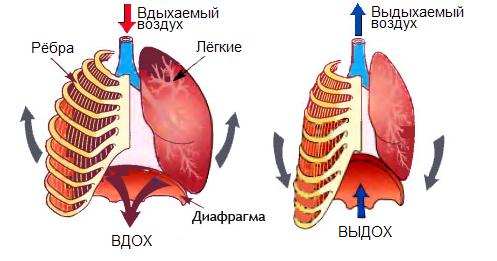 Вдыхаемый
воздух
Рёбра
Лёгкие
Диафрагма
ВДОХ
Выдыхаемый
воздух
ВЫДОХ